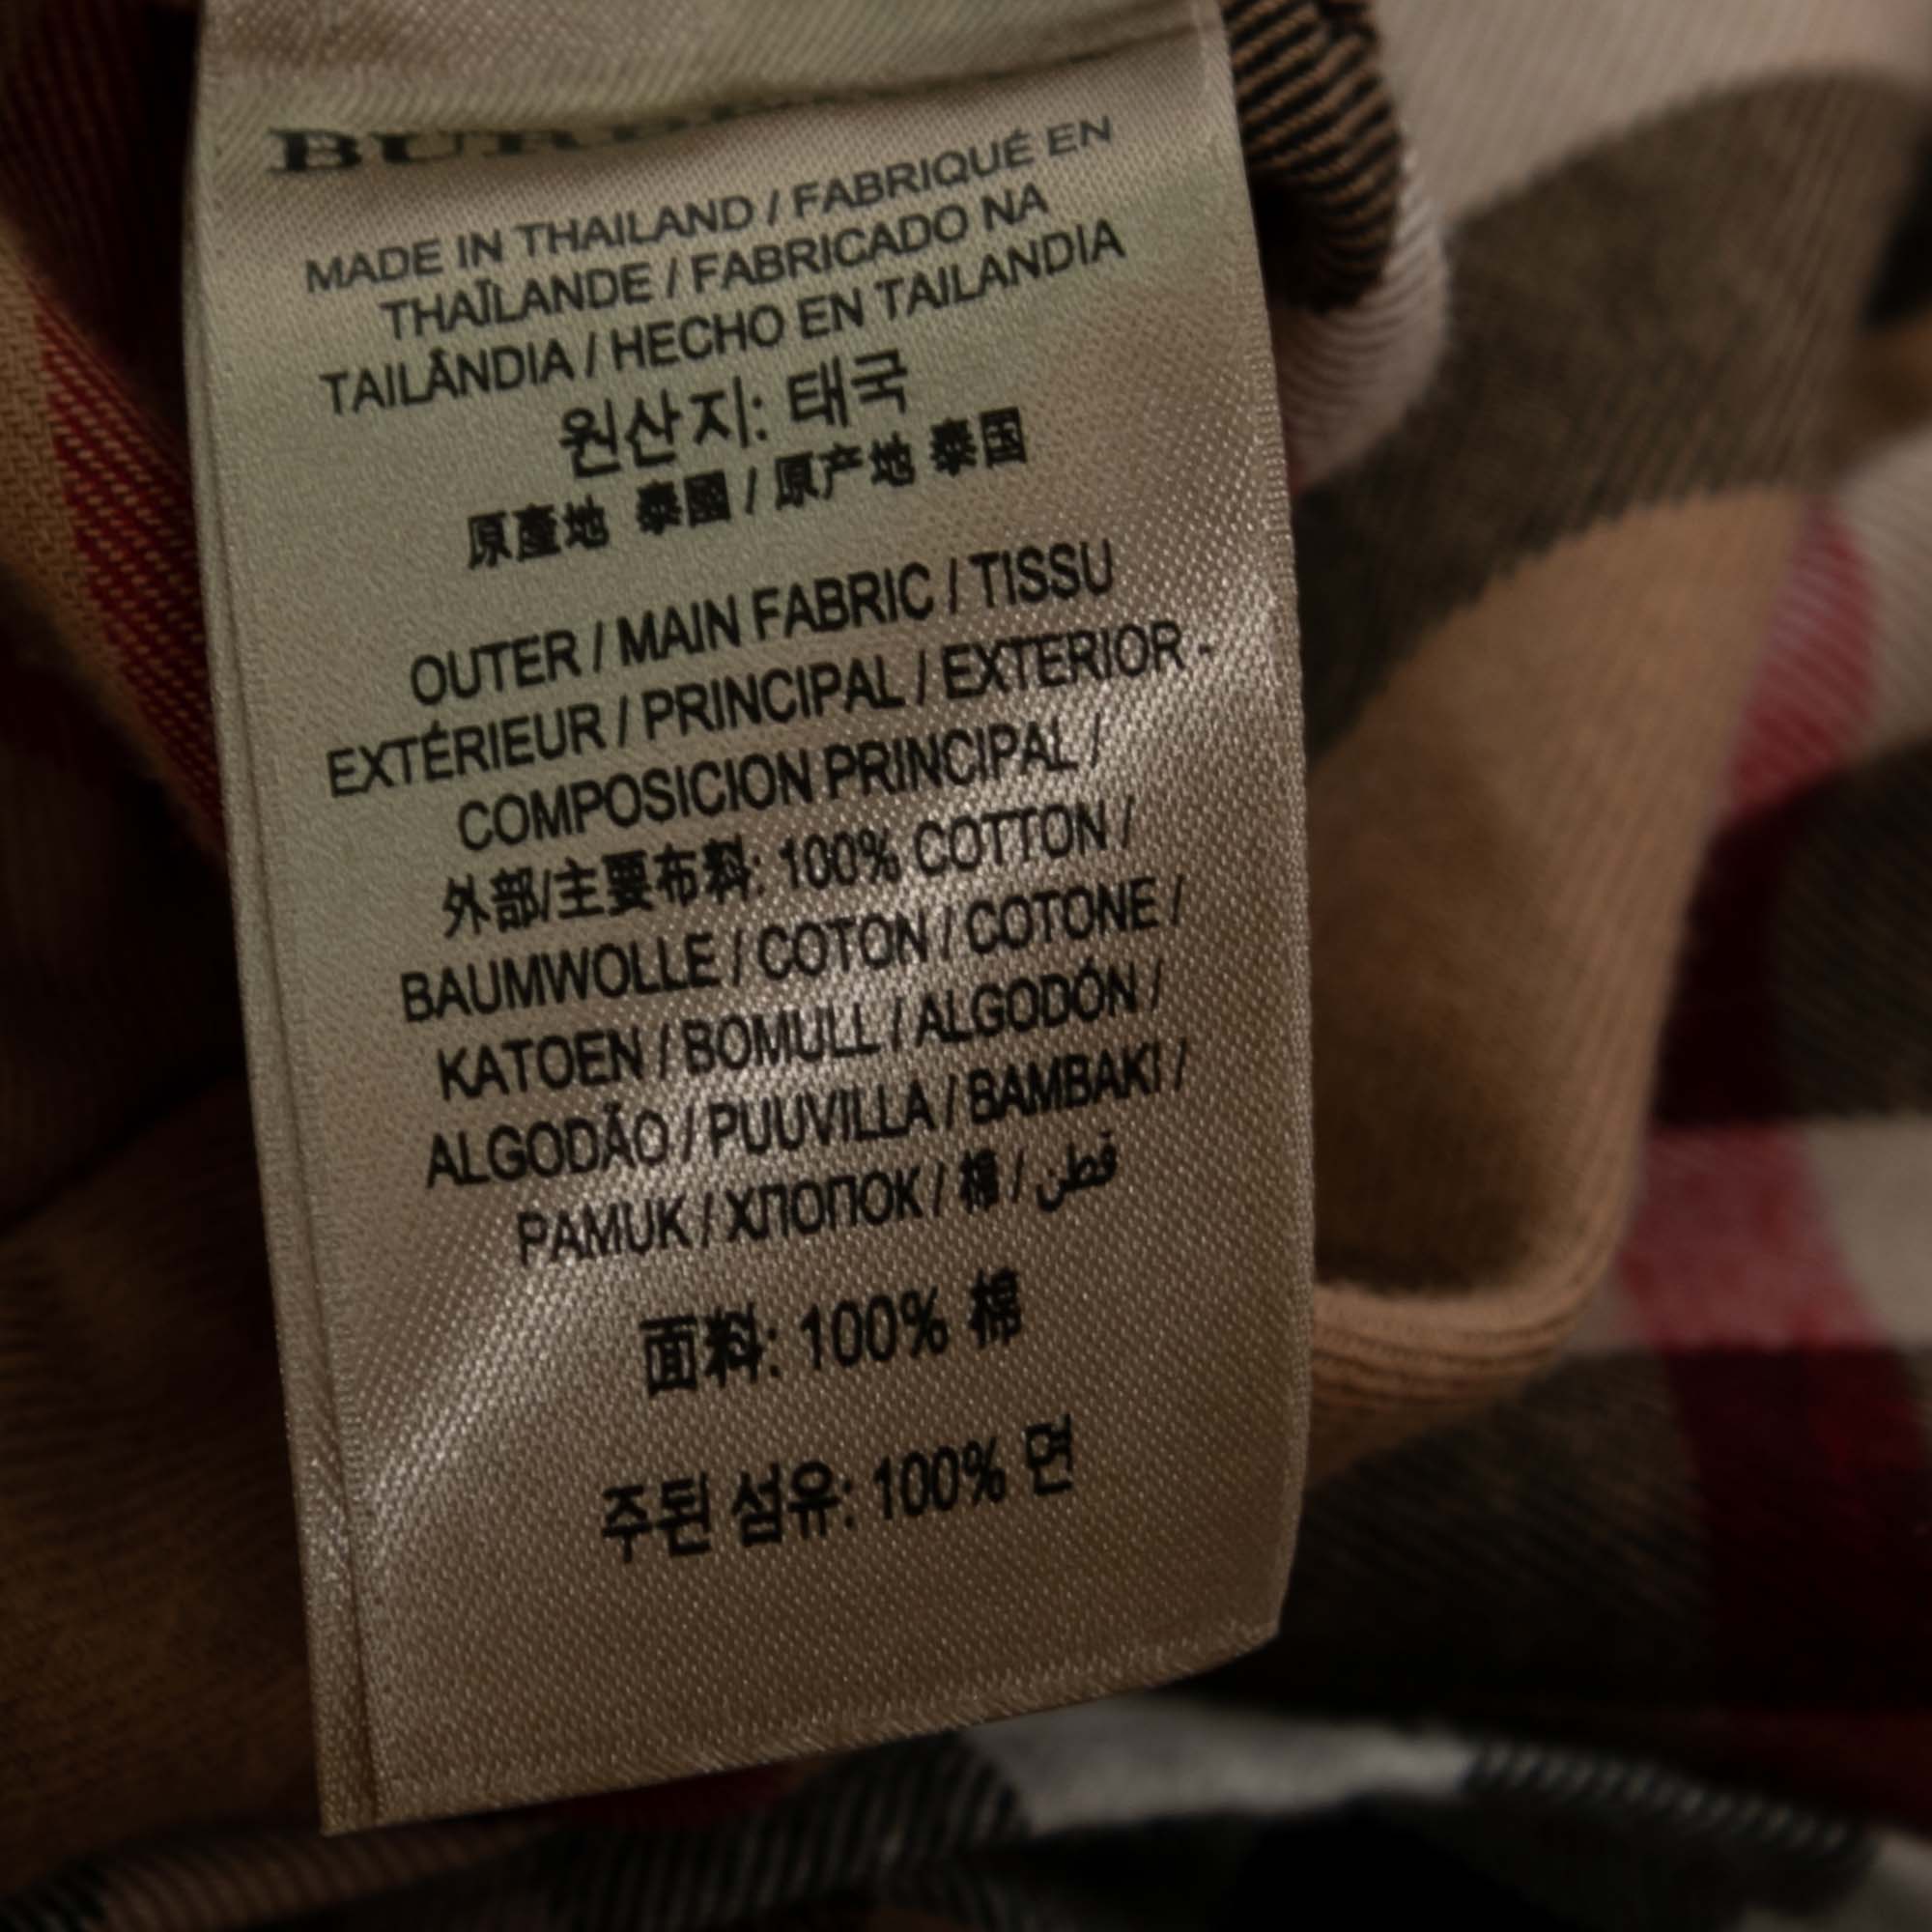 BURBE
MADE IN THAILAND / FABRIQUÉ EN
THAÏLANDE / FABRICADO NA
TAILÂNDIA / HECHO EN TAILANDIA
원산지: 태국
原產地 泰國 / 原产地 泰国
OUTER / MAIN FABRIC / TISSU
EXTÉRIEUR / PRINCIPAL / EXTERIOR -
COMPOSICION PRINCIPAL /
外部/主要布料: 100% COTTON /
BAUMWOLLE / COTON / COTONE /
KATOEN / BOMULL / ALGODÓN /
ALGODÃO / PUUVILLA / BAMBAKI /
PAMUK / ХЛОПОК / 棉 / قطن
面料: 100% 棉
주된 섬유: 100% 면